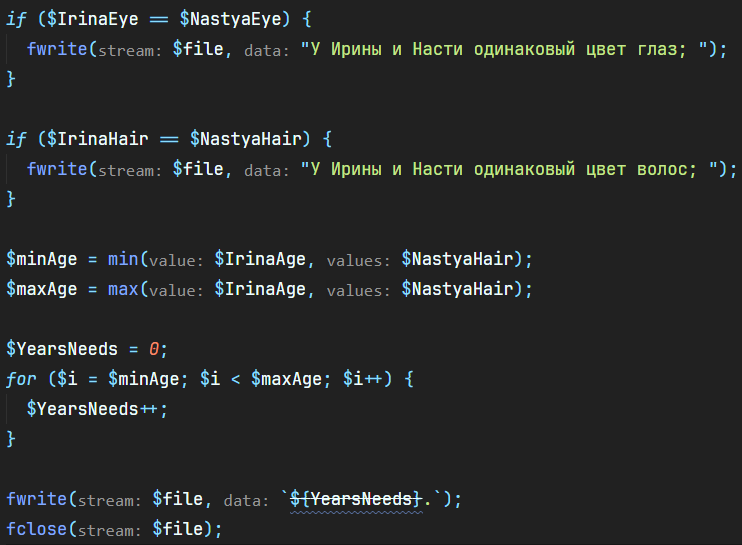 if ($IrinaEye == $NastyaEye) {
fwrite(stream: $file, data: "У Ирины и Насти одинаковый цвет глаз; ");
}
if ($IrinaHair == $NastyaHair) {
fwrite(stream: $file, data: "У Ирины и Насти одинаковый цвет волос; ");
}
$minAge = min(value: $IrinaAge, values: $NastyaHair);
$maxAge = max(value: $IrinaAge, values: $NastyaHair);
$YearsNeeds = 0;
for ($i = $minAge; $i < $maxAge; $i++) {
$YearsNeeds++;
}
fwrite(stream: $file, data: `${YearsNeeds}.`);
fclose(stream: $file);